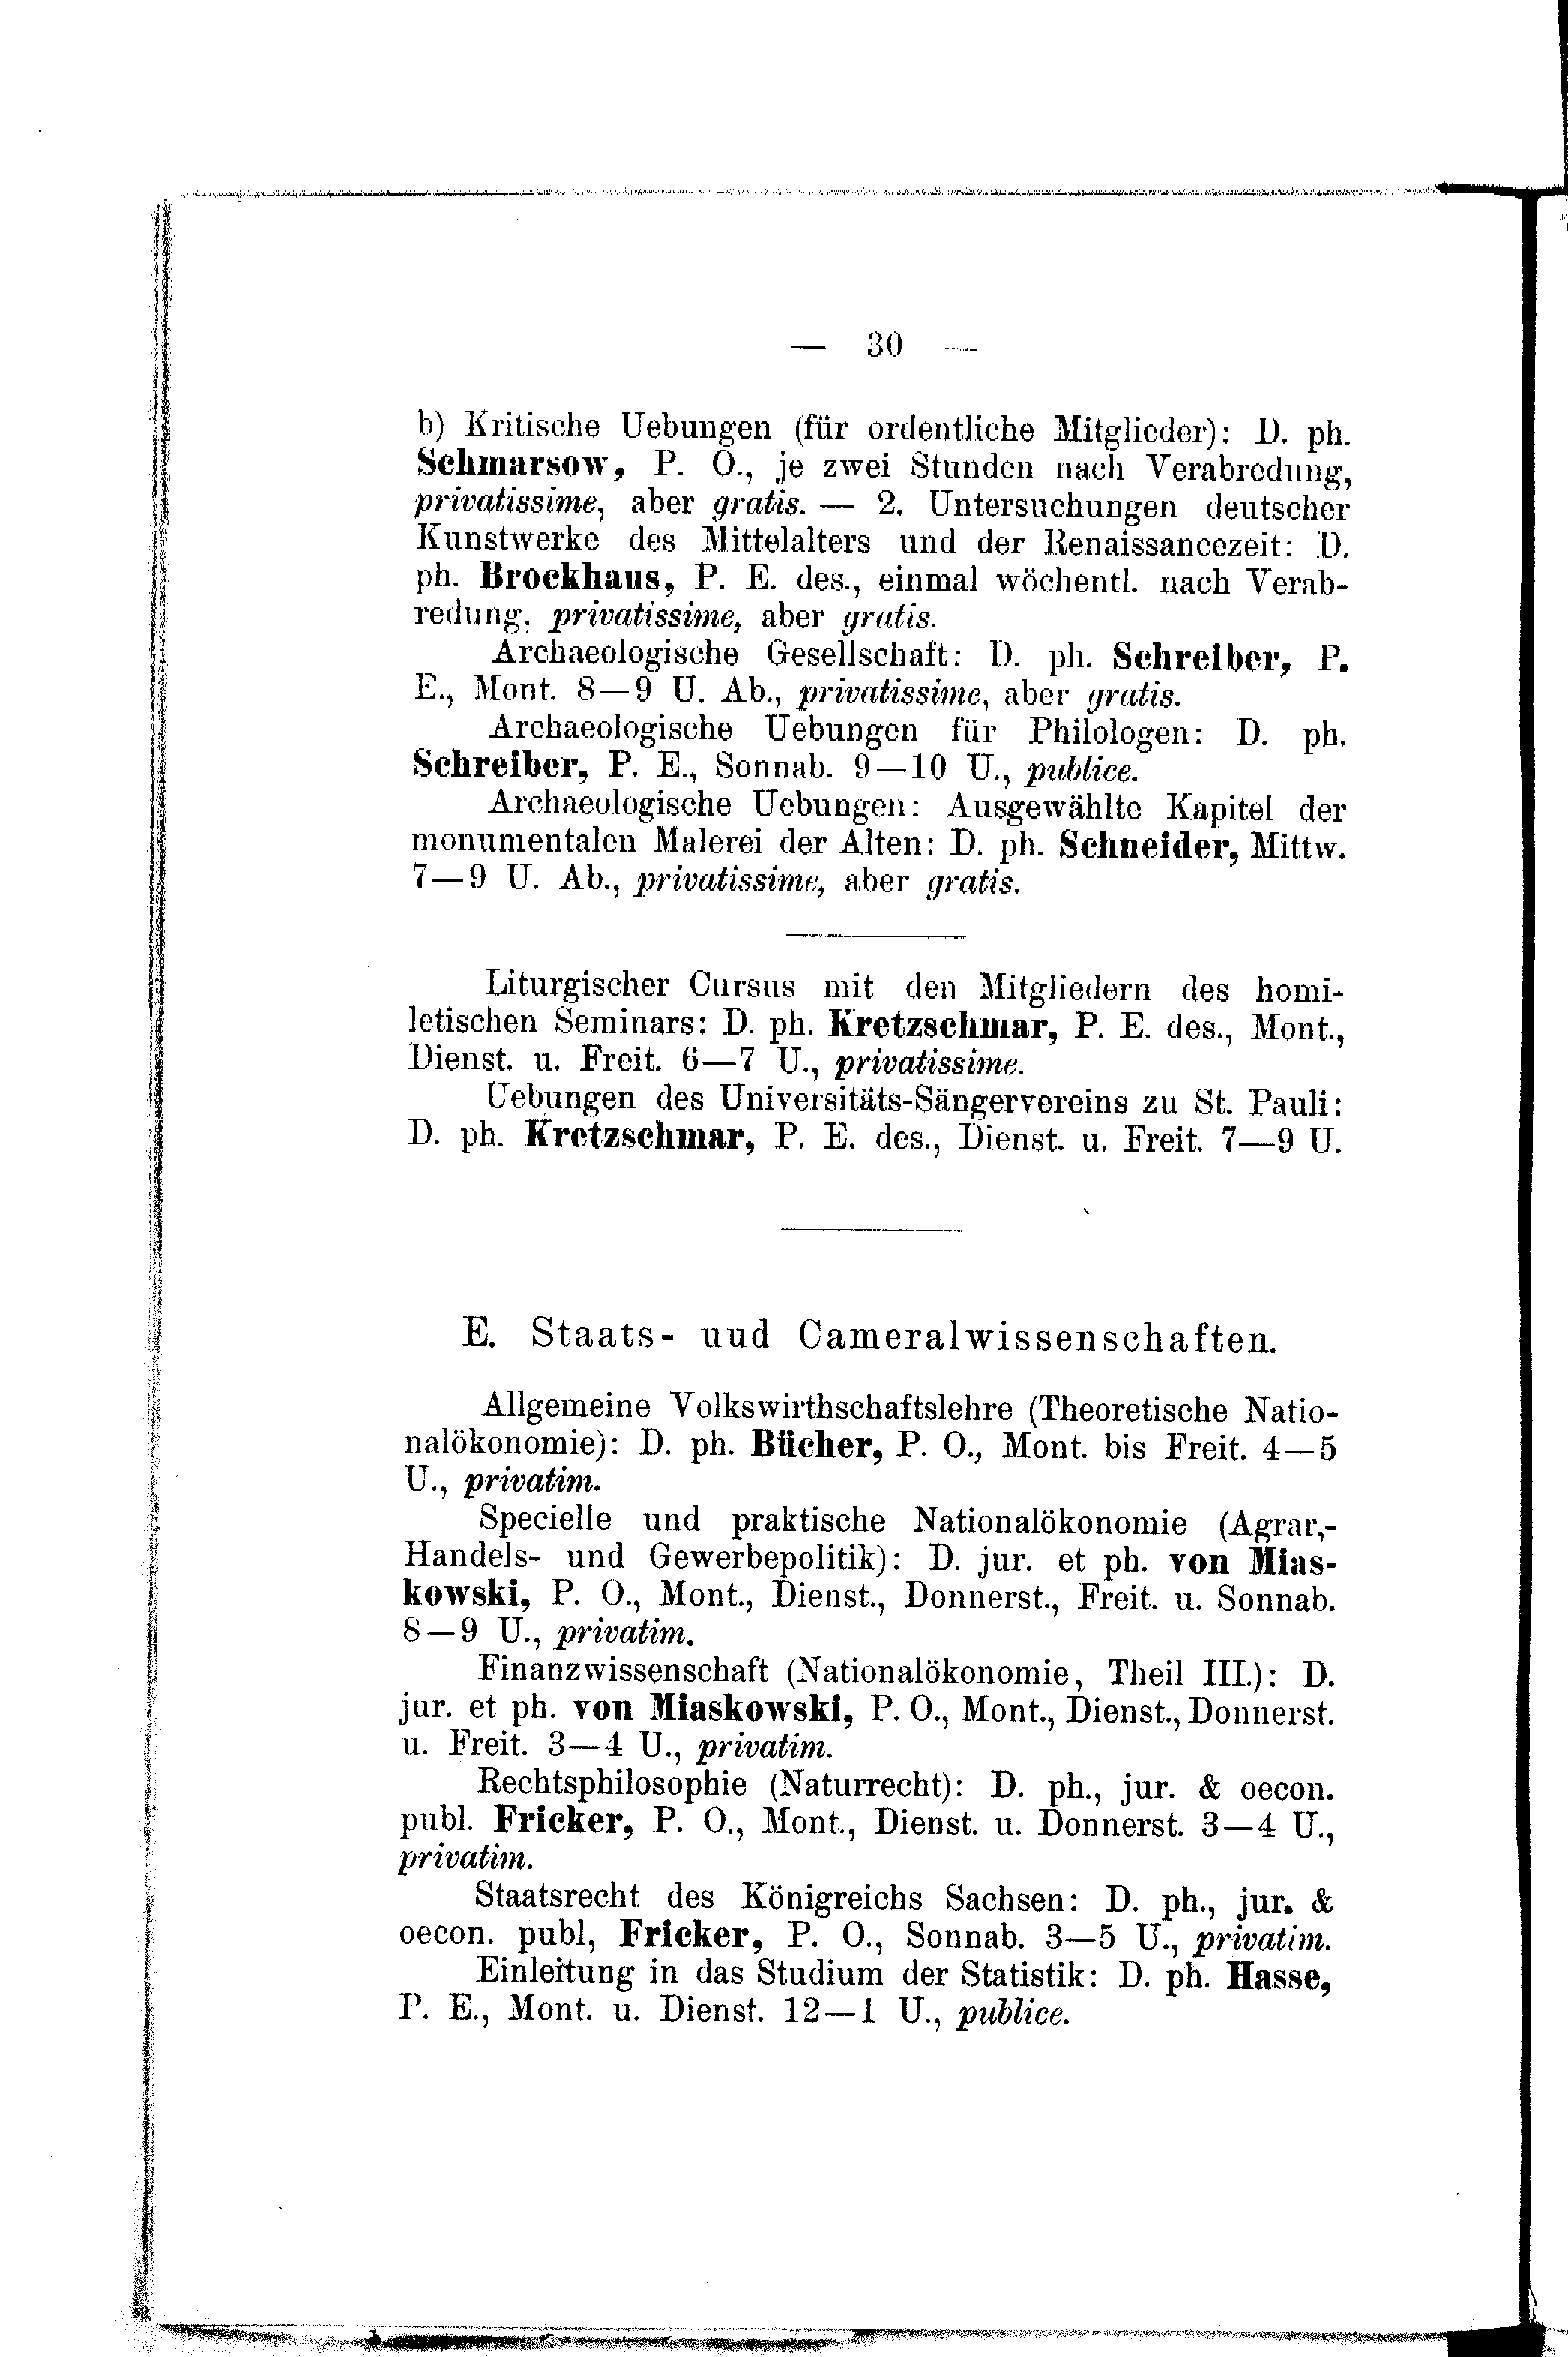 — 30 —
b) Kritische Uebungen (für ordentliche Mitglieder): D. ph.
Schmarsow, P. O., je zwei Stunden nach Verabredung,
privatissime, aber gratis. — 2. Untersuchungen deutscher
Kunstwerke des Mittelalters und der Renaissancezeit: D.
ph. Brockhaus, P. E. des., einmal wöchentl. nach Verab-
redung, privatissime, aber gratis.
Archaeologische Gesellschaft: D. ph. Schreiber, P.
E., Mont. 8—9 U. Ab., privatissime, aber gratis.
Archaeologische Uebungen für Philologen: D. ph.
Schreiber, P. E., Sonnab. 9—10 U., publice.
Archaeologische Uebungen: Ausgewählte Kapitel der
monumentalen Malerei der Alten: D. ph. Schneider, Mittw.
7—9 U. Ab., privatissime, aber gratis.
Liturgischer Cursus mit den Mitgliedern des homi-
letischen Seminars: D. ph. Kretzschmar, P. E. des., Mont.,
Dienst. u. Freit. 6—7 U., privatissime.
Uebungen des Universitäts-Sängervereins zu St. Pauli:
D. ph. Kretzschmar, P. E. des., Dienst. u. Freit. 7—9 U.
E. Staats- uud Cameralwissenschaften.
Allgemeine Volkswirthschaftslehre (Theoretische Natio-
nalökonomie): D. ph. Bücher, P. O., Mont. bis Freit. 4—5
U., privatim.
Specielle und praktische Nationalökonomie (Agrar,-
Handels- und Gewerbepolitik): D. jur. et ph. von Mias-
kowski, P. O., Mont., Dienst., Donnerst., Freit. u. Sonnab.
8—9 U., privatim.
Finanzwissenschaft (Nationalökonomie, Theil III.): D.
jur. et ph. von Miaskowski, P. O., Mont., Dienst., Donnerst.
u. Freit. 3—4 U., privatim.
Rechtsphilosophie (Naturrecht): D. ph., jur. & oecon.
publ. Fricker, P. O., Mont., Dienst. u. Donnerst. 3—4 U.,
privatim.
Staatsrecht des Königreichs Sachsen: D. ph., jur. &
oecon. publ, Fricker, P. O., Sonnab. 3—5 U., privatim.
Einleitung in das Studium der Statistik: D. ph. Hasse,
P. E., Mont. u. Dienst. 12—1 U., publice.